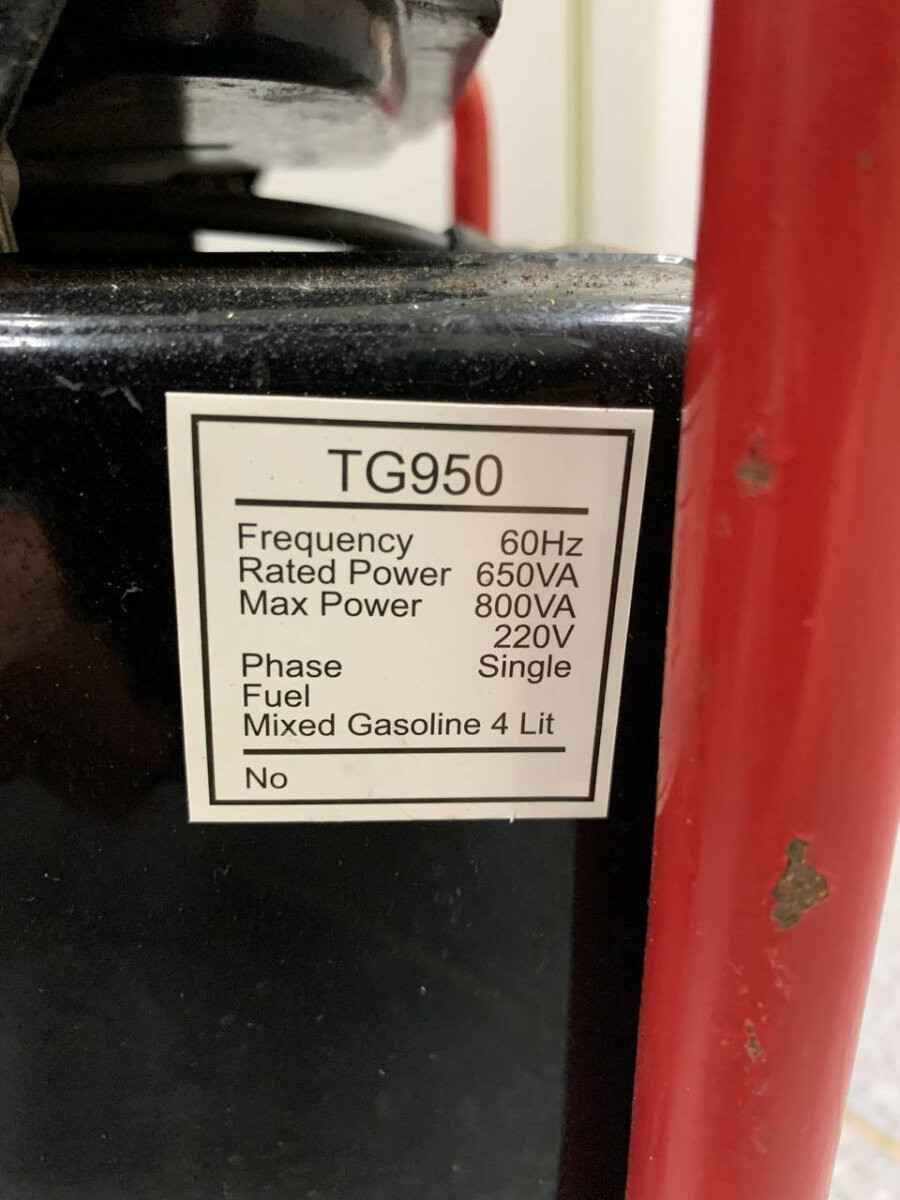 TG950
Frequency 60Hz
Rated Power 650VA
Max Power 800VA
220V
Phase Single
Fuel
Mixed Gasoline 4 Lit
No